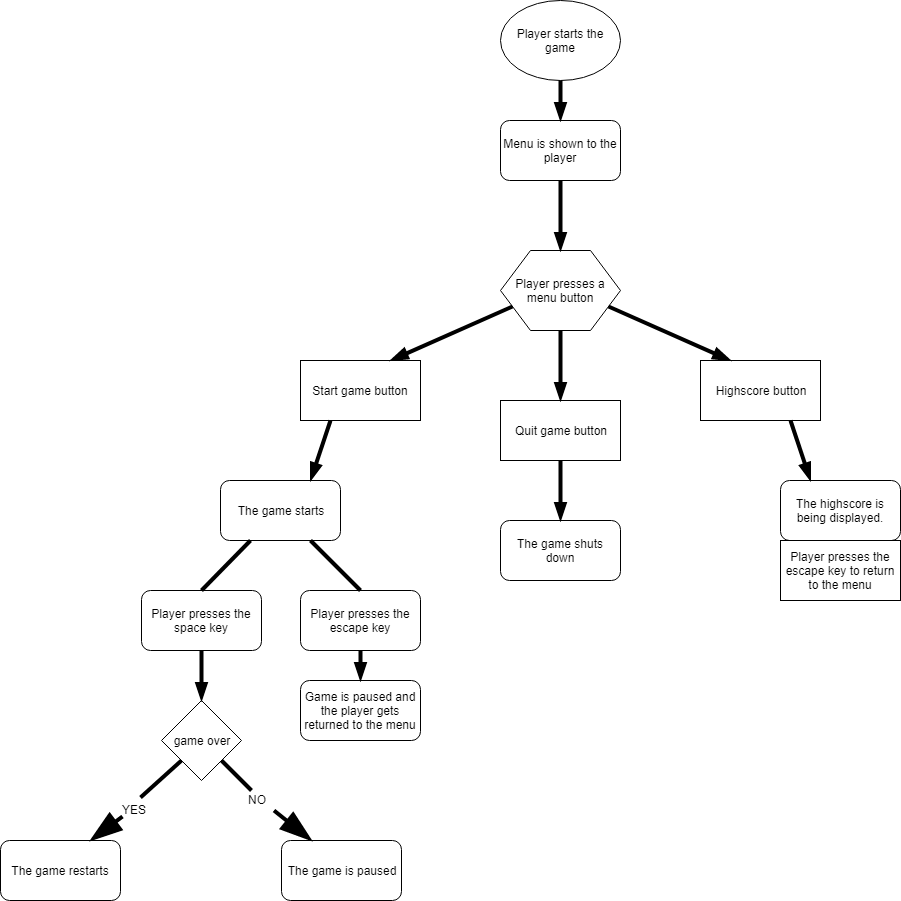 Player starts the
game
Menu is shown to the
player
Player presses a
menu button
Start game button
Quit game button
Highscore button
The game starts
The game shuts
down
The highscore is
being displayed.
Player presses the
escape key to return
to the menu
Player presses the
space key
Player presses the
escape key
Game is paused and
the player gets
returned to the menu
game over
YES
NO
The game restarts
The game is paused